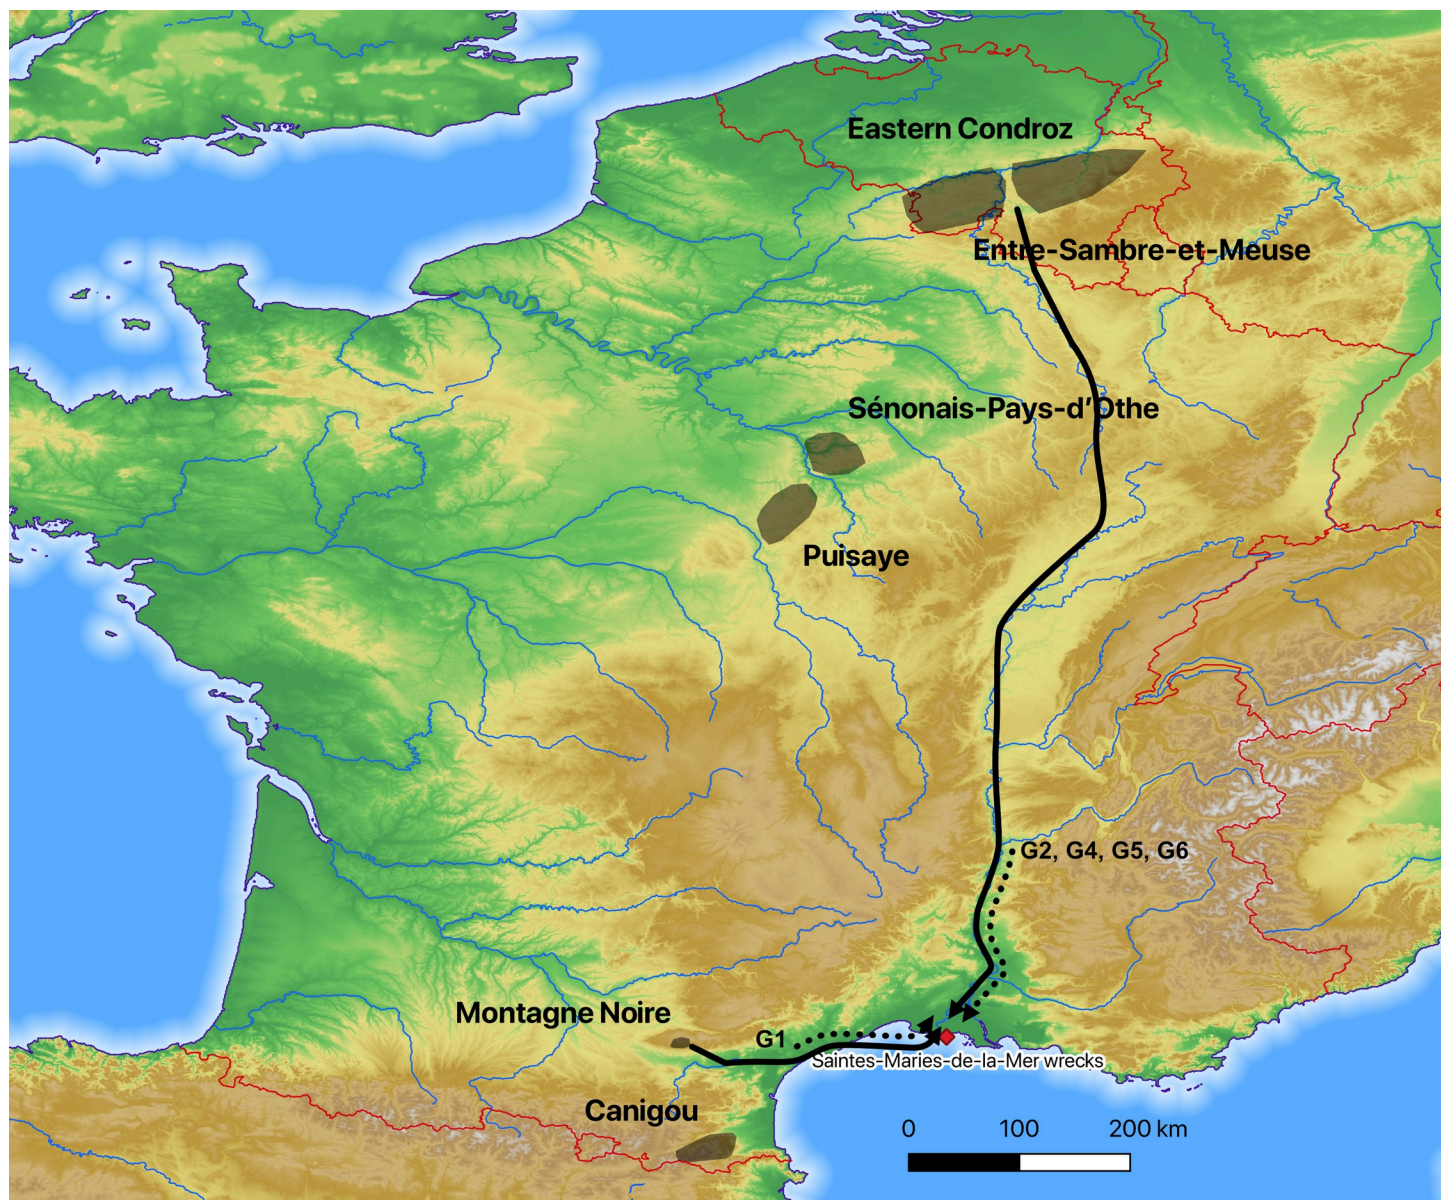 Eastern Condroz
Entre-Sambre-et-Meuse
Sénonais-Pays-d'Othe
Puisaye
G2, G4, G5, G6
Montagne Noire
G1
Saintes-Maries-de-la-Mer wrecks
Canigou
0 100 200 km